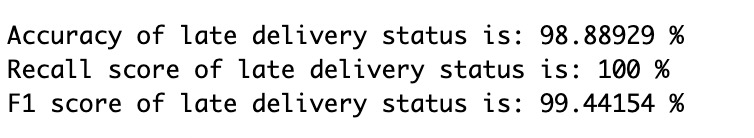 Accuracy of late delivery status is: 98.88929 %
Recall score of late delivery status is: 100 %
F1 score of late delivery status is: 99.44154 %